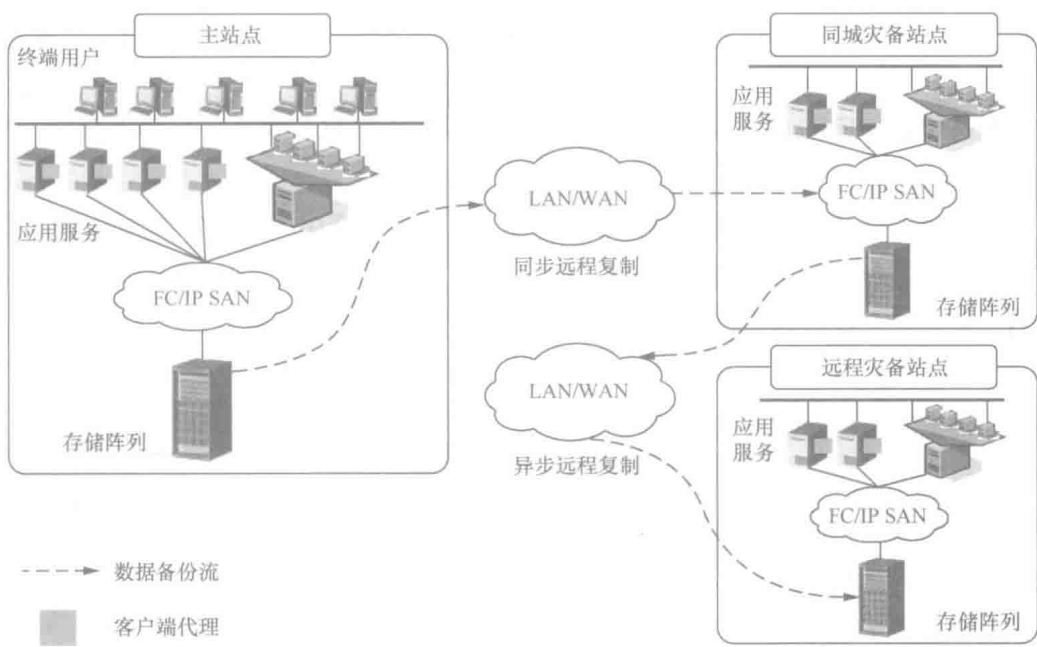 主站点
终端用户
应用服务
FC/IP SAN
存储阵列
LAN/WAN
同步远程复制
LAN/WAN
异步远程复制
同城灾备站点
应用
服务
FC/IP SAN
存储阵列
远程灾备站点
应用
服务
FC/IP SAN
存储阵列
数据备份流
客户端代理